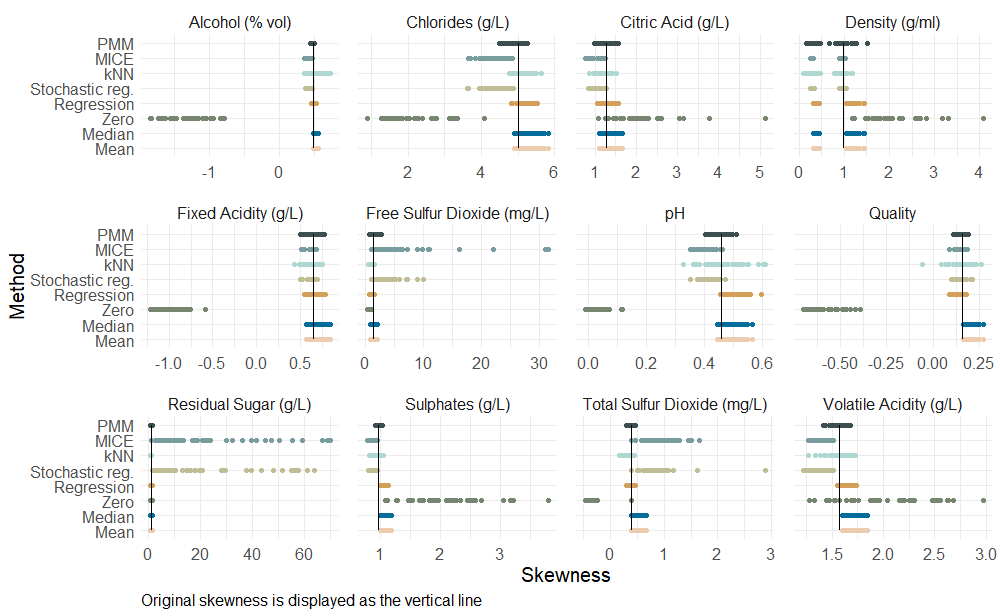 Alcohol (% vol) Chlorides (g/L) Citric Acid (g/L) Density (g/ml)
PMM
MICE
kNN
Stochastic reg.
Regression
Zero
Median
Mean
-1 0 2 4 6 1 2 3 4 5 0 1 2 3 4
Fixed Acidity (g/L) Free Sulfur Dioxide (mg/L) pH Quality
PMM
MICE
kNN
Stochastic reg.
Regression
Zero
Median
Mean
-1.0 -0.5 0.0 0.5 0 10 20 30 0.0 0.2 0.4 0.6 -0.50 -0.25 0.00 0.25
Method
Residual Sugar (g/L) Sulphates (g/L) Total Sulfur Dioxide (mg/L) Volatile Acidity (g/L)
PMM
MICE
kNN
Stochastic reg.
Regression
Zero
Median
Mean
0 20 40 60 1 2 3 0 1 2 3 1.5 2.0 2.5 3.0
Skewness
Original skewness is displayed as the vertical line